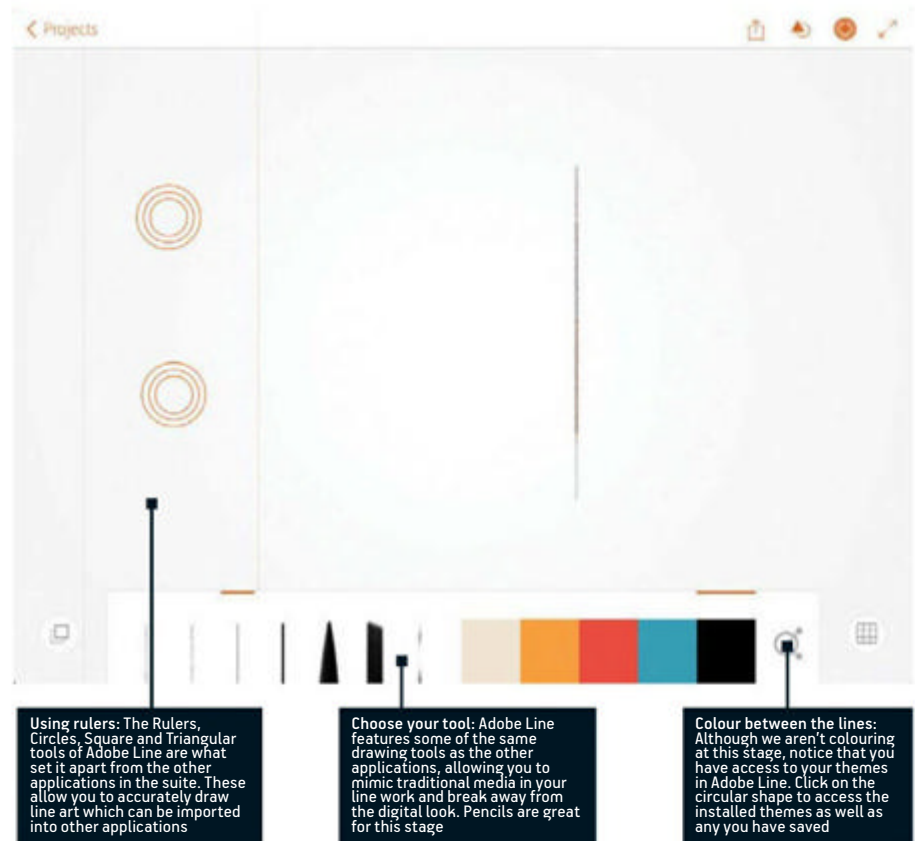 Projects
Using rulers: The Rulers,
Circles, Square and Triangular
tools of Adobe Line are what
set it apart from the other
applications in the suite. These
allow you to accurately draw
line art which can be imported
into other applications
Choose your tool: Adobe Line
features some of the same
drawing tools as the other
applications, allowing you to
mimic traditional media in your
line work and break away from
the digital look. Pencils are great
for this stage
Colour between the lines:
Although we aren't colouring
at this stage, notice that you
have access to your themes
in Adobe Line. Click on the
circular shape to access the
installed themes as well as
any you have saved